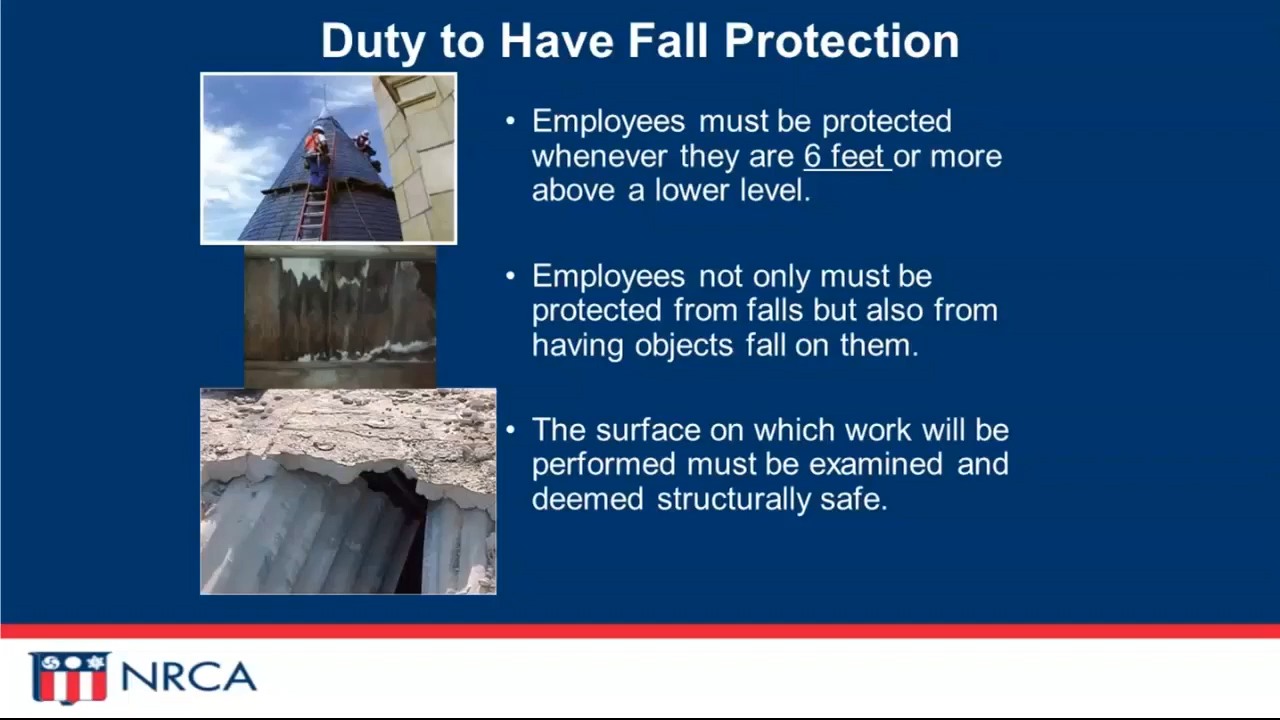 Duty to Have Fall Protection
• Employees must be protected
whenever they are 6 feet or more
above a lower level.
• Employees not only must be
protected from falls but also from
having objects fall on them.
• The surface on which work will be
performed must be examined and
deemed structurally safe.
NRCA